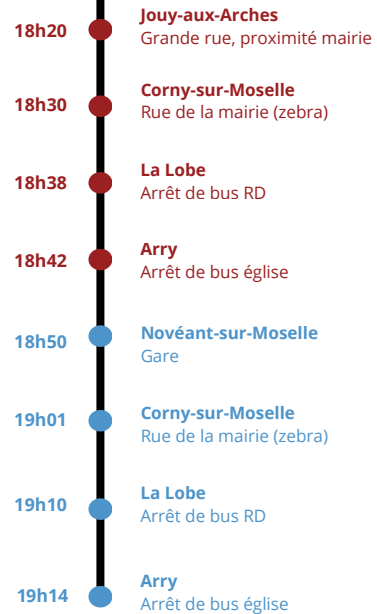 18h20
Jouy-aux-Arches
Grande rue, proximité mairie
18h30
Corny-sur-Moselle
Rue de la mairie (zebra)
18h38
La Lobe
Arrêt de bus RD
18h42
Arry
Arrêt de bus église
18h50
Novéant-sur-Moselle
Gare
19h01
Corny-sur-Moselle
Rue de la mairie (zebra)
19h10
La Lobe
Arrêt de bus RD
19h14
Arry
Arrêt de bus église